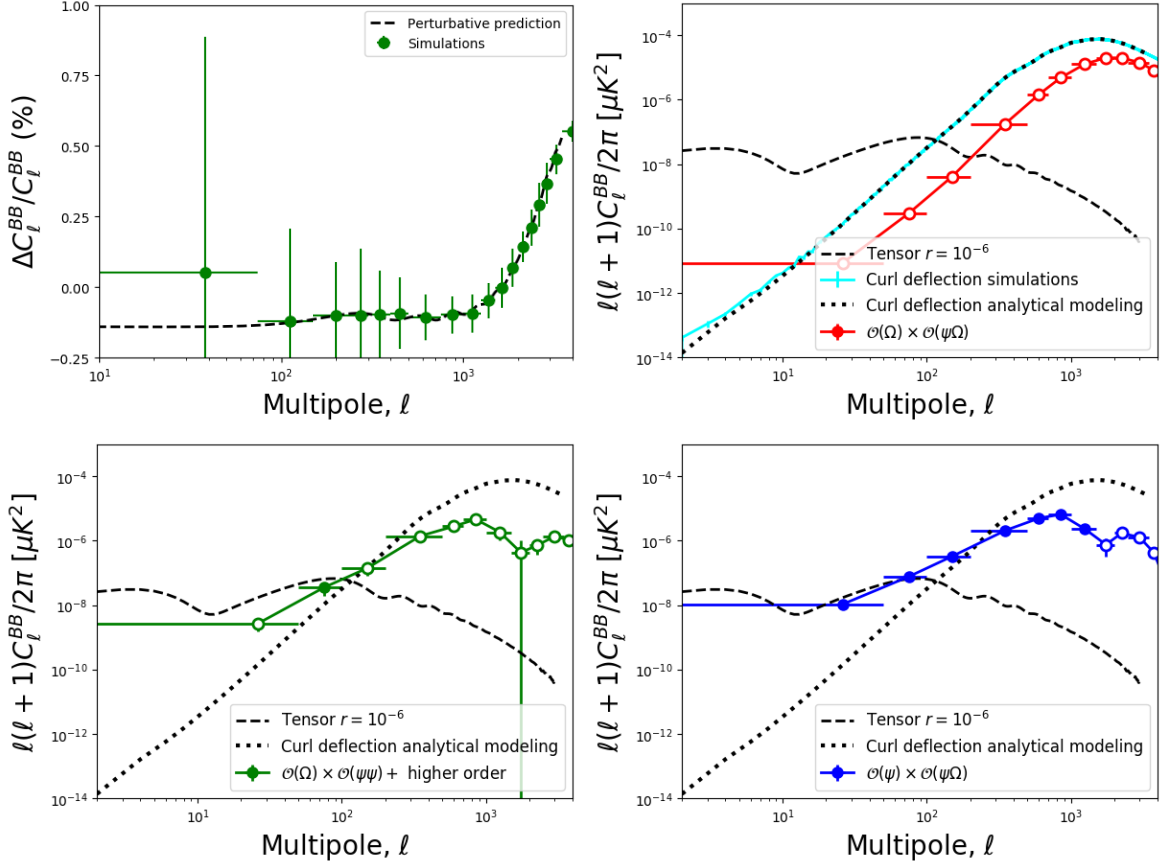 1.00
0.75
0.50
0.25
0.00
−0.25
ΔC_ℓ^{BB}/C_ℓ^{BB} (%)
Perturbative prediction
Simulations
10^1
10^2
10^3
Multipole, ℓ
10^{−4}
10^{−6}
10^{−8}
10^{−10}
10^{−12}
10^{−14}
ℓ(ℓ + 1)C_ℓ^{BB}/2π [μK²]
Tensor r = 10^{−6}
Curl deflection simulations
Curl deflection analytical modeling
𝒪(Ω) × 𝒪(ψΩ)
10^1
10^2
10^3
Multipole, ℓ
10^{−4}
10^{−6}
10^{−8}
10^{−10}
10^{−12}
10^{−14}
ℓ(ℓ + 1)C_ℓ^{BB}/2π [μK²]
Tensor r = 10^{−6}
Curl deflection analytical modeling
𝒪(Ω) × 𝒪(ψψ) + higher order
10^1
10^2
10^3
Multipole, ℓ
10^{−4}
10^{−6}
10^{−8}
10^{−10}
10^{−12}
10^{−14}
ℓ(ℓ + 1)C_ℓ^{BB}/2π [μK²]
Tensor r = 10^{−6}
Curl deflection analytical modeling
𝒪(ψ) × 𝒪(ψΩ)
10^1
10^2
10^3
Multipole, ℓ